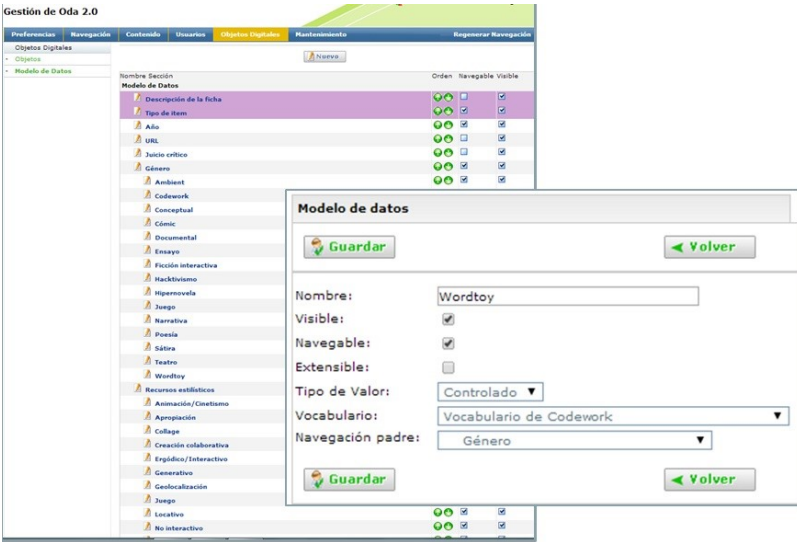 Gestión de Oda 2.0
Preferencias Navegación Contenido Usuarios Objetos Digitales Mantenimiento Regenerar Navegación
Objetos Digitales
- Objetos
- Modelo de Datos
Nuevo
Nombre Sección Orden Navegable Visible
Modelo de Datos
Descripción de la ficha
Tipo de Item
Año
URL
Juicio crítico
Género
Ambient
Codework
Conceptual
Cómic
Documental
Ensayo
Ficción interactiva
Hacktivismo
Hipernovela
Juego
Narrativa
Poesía
Sátira
Teatro
Wordtoy
Recursos estilísticos
Animación/Cinetismo
Apropiación
Collage
Creación colaborativa
Ergódico/Interactivo
Generativo
Geolocalización
Juego
Locativo
No interactivo
Modelo de datos
Guardar Volver
Nombre: Wordtoy
Visible:
Navegable:
Extensible:
Tipo de Valor: Controlado
Vocabulario: Vocabulario de Codework
Navegación padre: Género
Guardar Volver